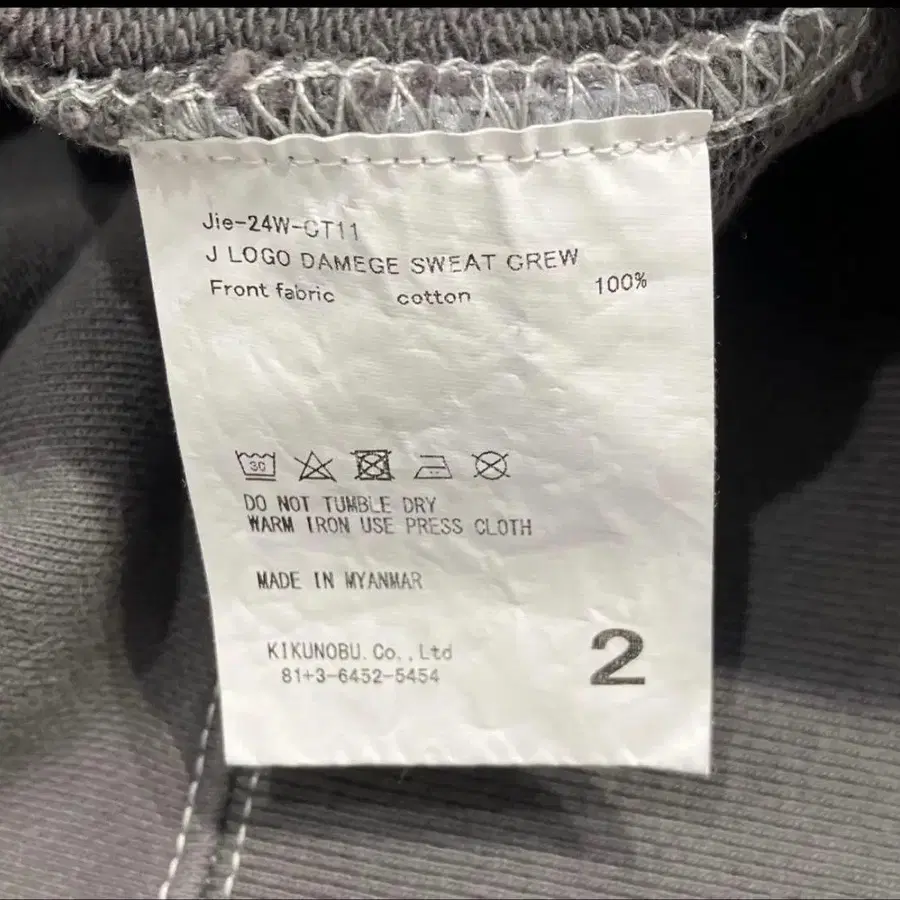 Jie-24W-CT11
J LOGO DAMEGE SWEAT CREW
Front fabric cotton 100%
30
DO NOT TUMBLE DRY
WARM IRON USE PRESS CLOTH
MADE IN MYANMAR
KIKUNOBU.Co.,Ltd
81+3-6452-5454
2